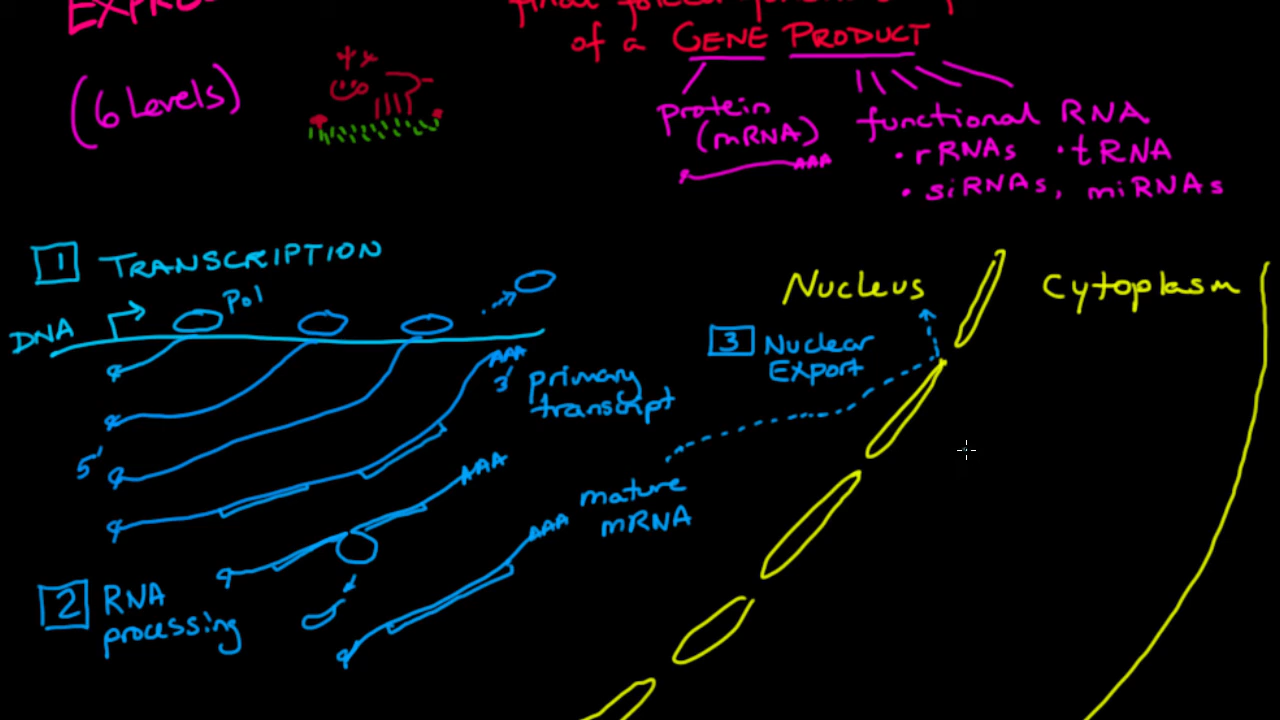 of a GENE PRODUCT
(6 Levels)
protein
(mRNA)
AAA
functional RNA
• rRNAs • tRNA
• siRNAs, miRNAs
1 TRANSCRIPTION
DNA
Pol
AAA
3'
primary
transcript
5'
AAA
2 RNA
processing
AAA
mature
mRNA
3 Nuclear
Export
Nucleus
Cytoplasm